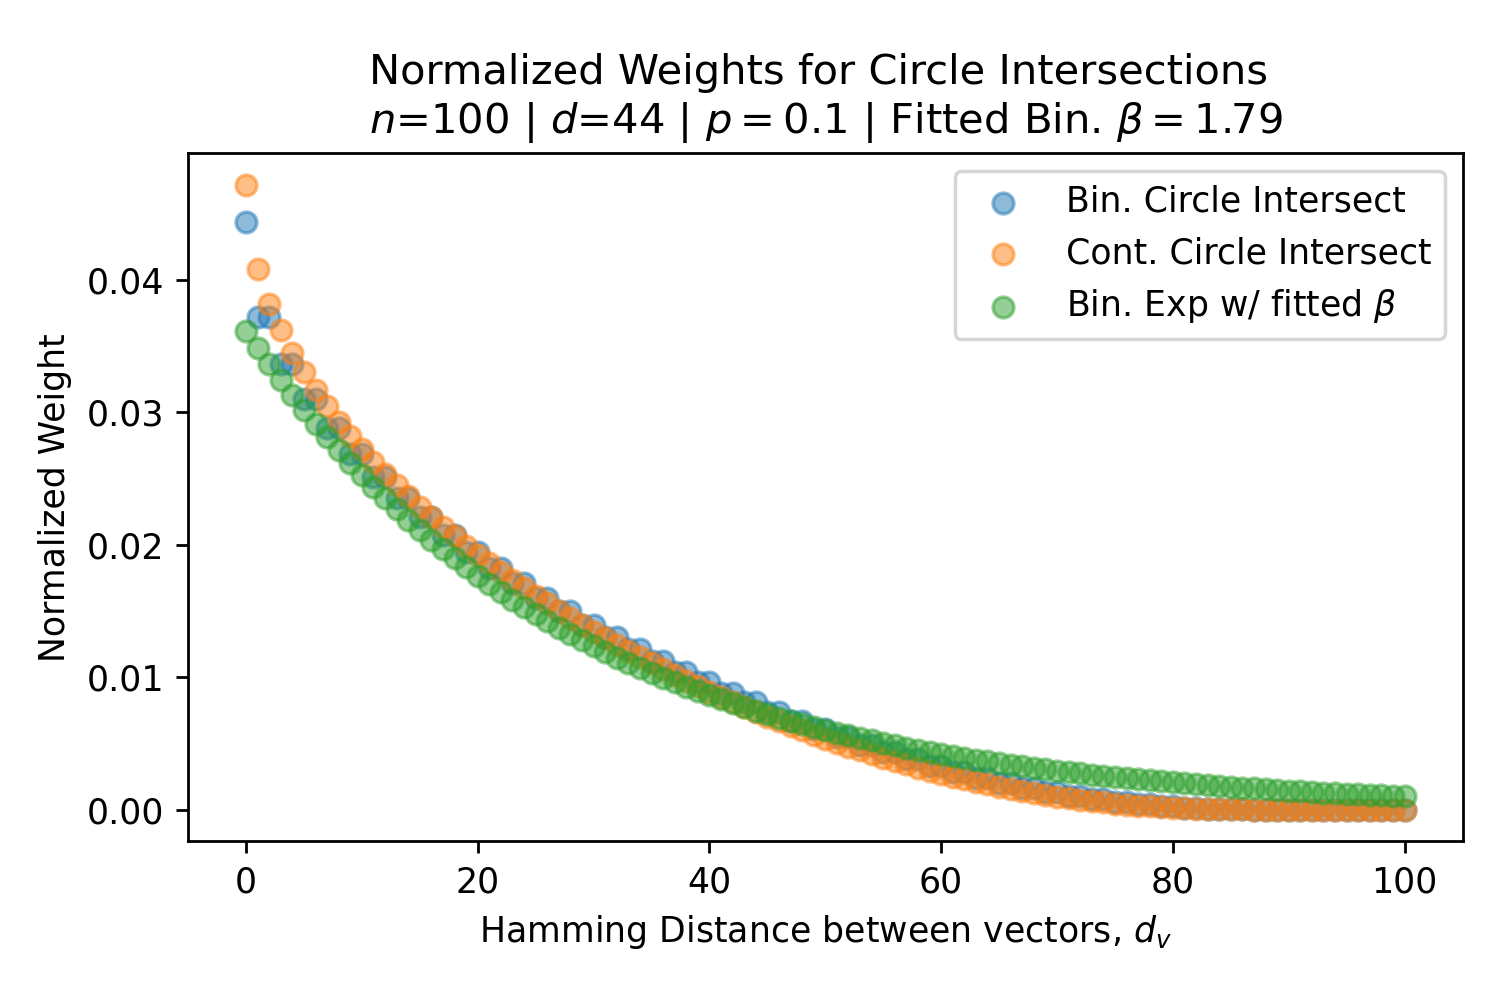 Normalized Weights for Circle Intersections
n=100 | d=44 | p = 0.1 | Fitted Bin. β = 1.79
Bin. Circle Intersect
Cont. Circle Intersect
Bin. Exp w/ fitted β
Normalized Weight
0.04
0.03
0.02
0.01
0.00
0 20 40 60 80 100
Hamming Distance between vectors, dᵥ